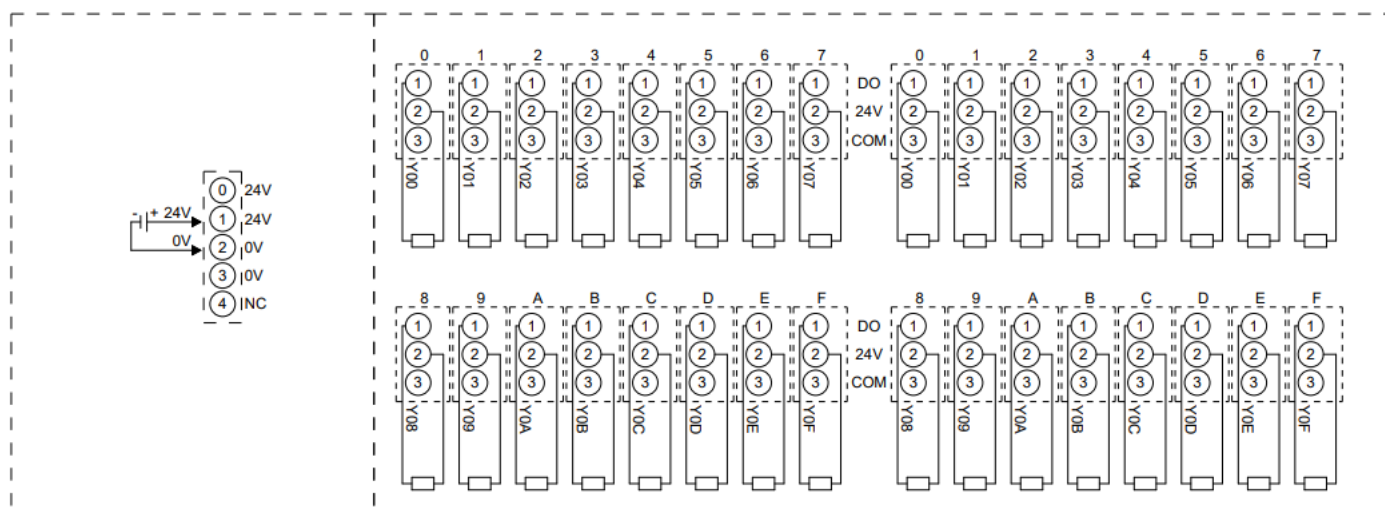 0 1 2 3 4 5 6 7 0 1 2 3 4 5 6 7
1 1 1 1 1 1 1 1 DO 1 1 1 1 1 1 1 1
2 2 2 2 2 2 2 2 24V 2 2 2 2 2 2 2 2
3 3 3 3 3 3 3 3 COM 3 3 3 3 3 3 3 3
Y00 Y01 Y02 Y03 Y04 Y05 Y06 Y07 Y00 Y01 Y02 Y03 Y04 Y05 Y06 Y07
0 24V
- + 24V 1 24V
0V 2 0V
3 0V
4 NC
8 9 A B C D E F 8 9 A B C D E F
1 1 1 1 1 1 1 1 DO 1 1 1 1 1 1 1 1
2 2 2 2 2 2 2 2 24V 2 2 2 2 2 2 2 2
3 3 3 3 3 3 3 3 COM 3 3 3 3 3 3 3 3
Y08 Y09 Y0A Y0B Y0C Y0D Y0E Y0F Y08 Y09 Y0A Y0B Y0C Y0D Y0E Y0F